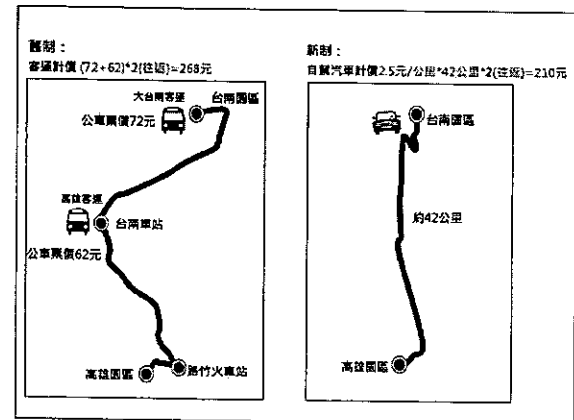 舊制：
客運計價 (72+62)*2(往返)=268元
大台南客運
台南園區
公車票價72元
高雄客運
台南車站
公車票價62元
高雄園區
路竹火車站
新制：
自駕汽車計價2.5元/公里*42公里*2(往返)=210元
台南園區
約42公里
高雄園區